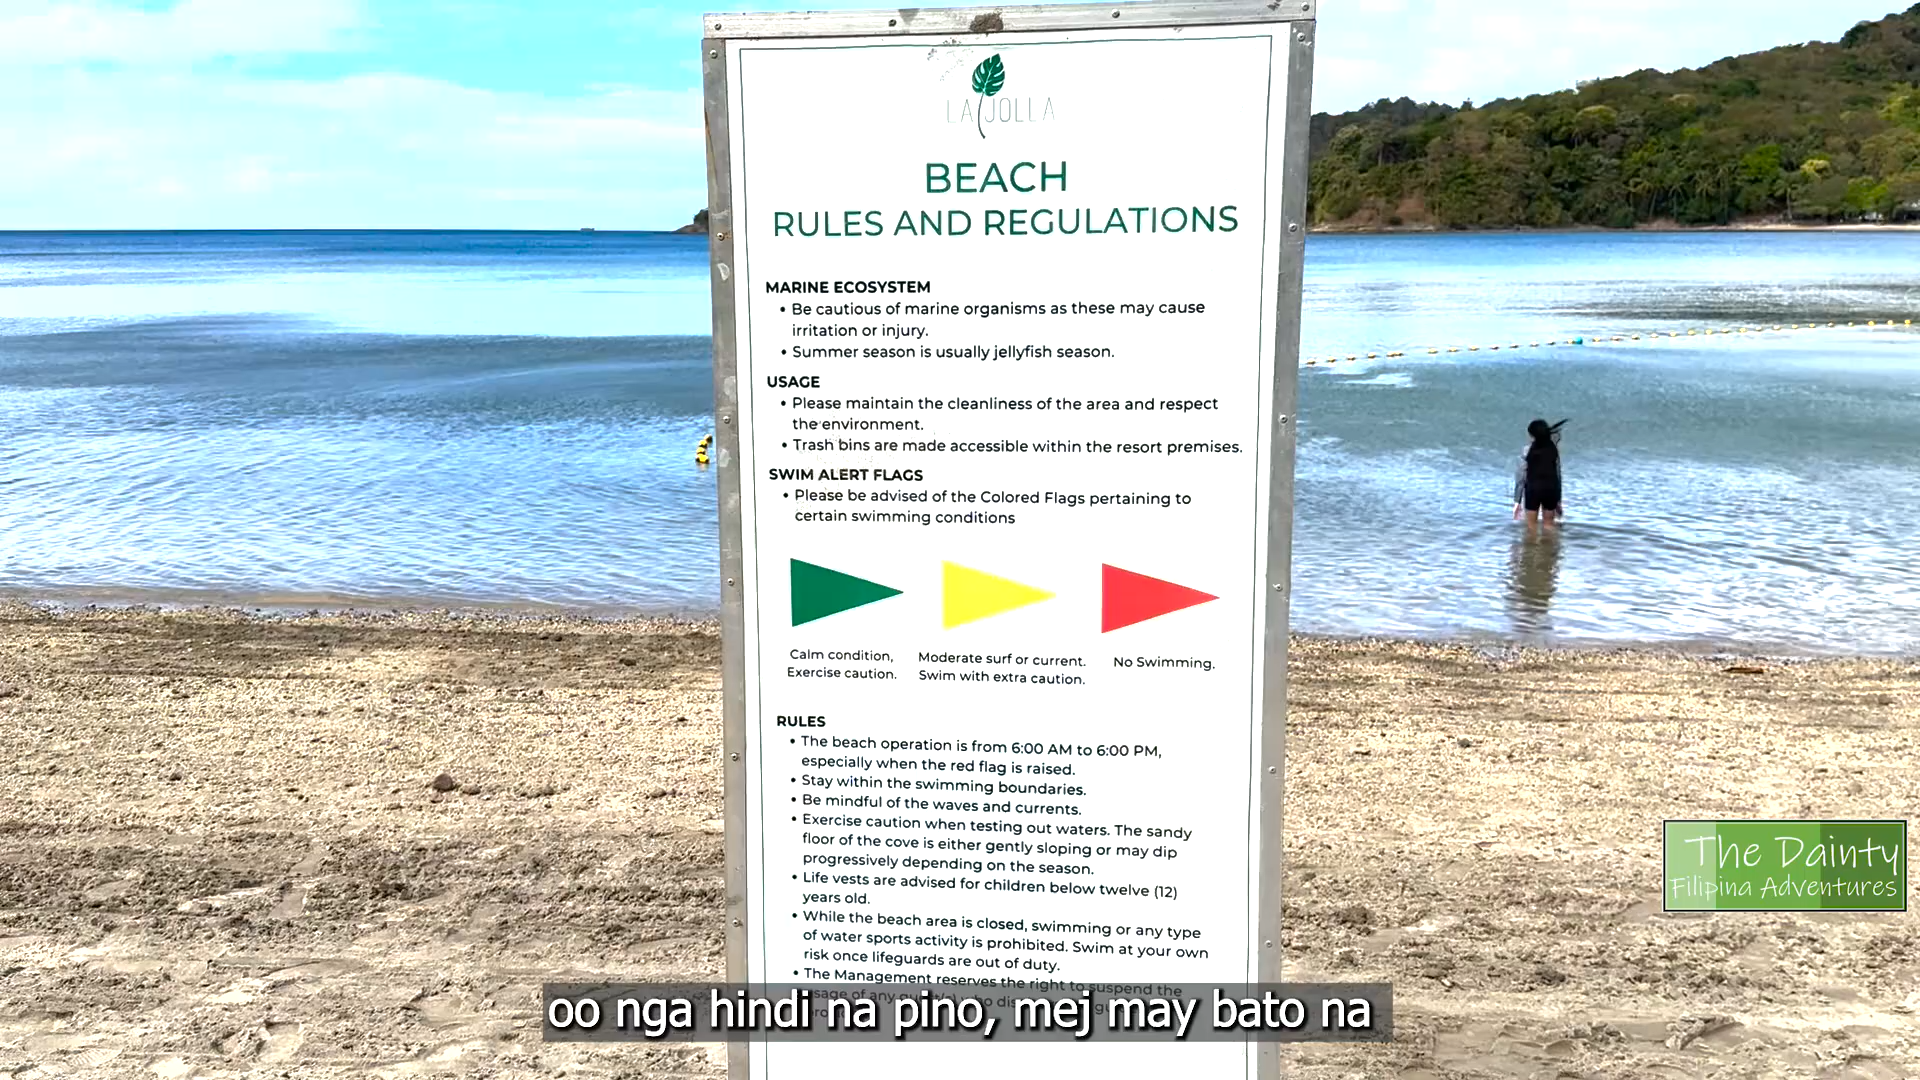 LA JOLLA
BEACH
RULES AND REGULATIONS
MARINE ECOSYSTEM
• Be cautious of marine organisms as these may cause
irritation or injury.
• Summer season is usually jellyfish season.
USAGE
• Please maintain the cleanliness of the area and respect
the environment.
• Trash bins are made accessible within the resort premises.
SWIM ALERT FLAGS
• Please be advised of the Colored Flags pertaining to
certain swimming conditions
Calm condition,
Exercise caution.
Moderate surf or current.
Swim with extra caution.
No Swimming.
RULES
• The beach operation is from 6:00 AM to 6:00 PM,
especially when the red flag is raised.
• Stay within the swimming boundaries.
• Be mindful of the waves and currents.
• Exercise caution when testing out waters. The sandy
floor of the cove is either gently sloping or may dip
progressively depending on the season.
• Life vests are advised for children below twelve (12)
years old.
• While the beach area is closed, swimming or any type
of water sports activity is prohibited. Swim at your own
risk once lifeguards are out of duty.
• The Management reserves the right to suspend the
usage of any
oo nga hindi na pino, mej may bato na
The Dainty
Filipina Adventures